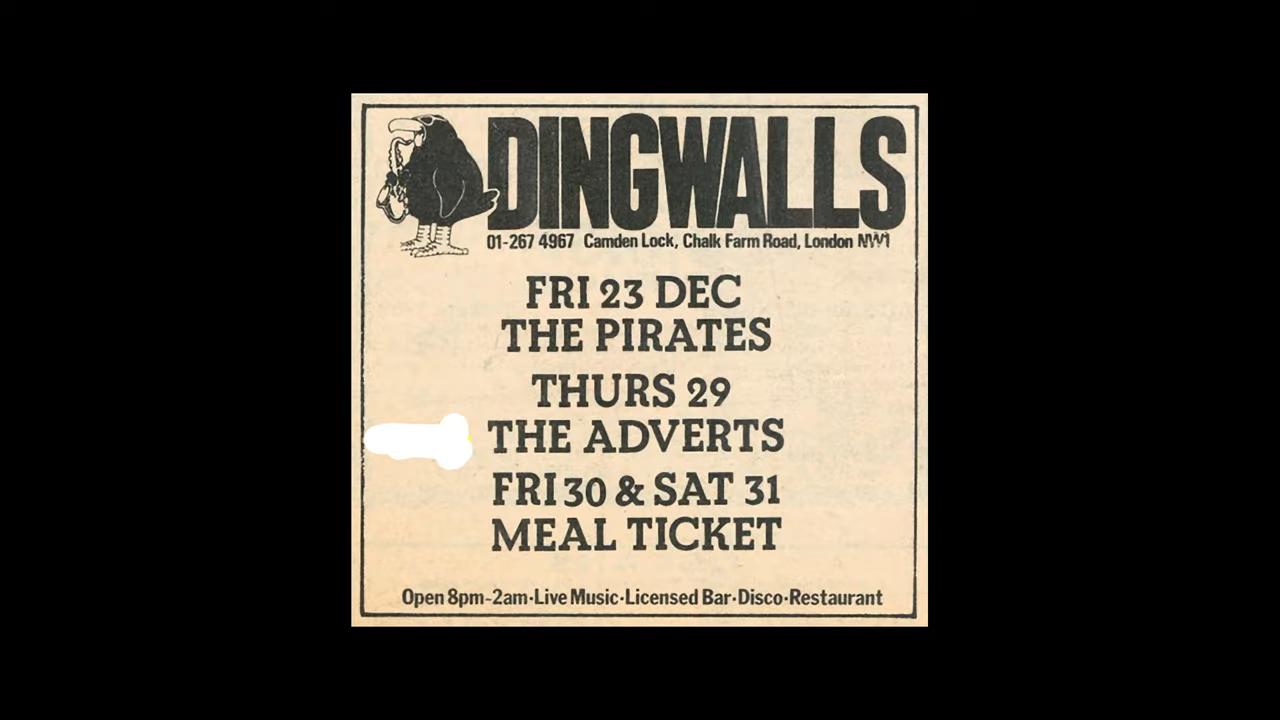 DINGWALLS
01-267 4967 Camden Lock, Chalk Farm Road, London NW1
FRI 23 DEC
THE PIRATES
THURS 29
THE ADVERTS
FRI 30 & SAT 31
MEAL TICKET
Open 8pm-2am·Live Music·Licensed Bar·Disco·Restaurant